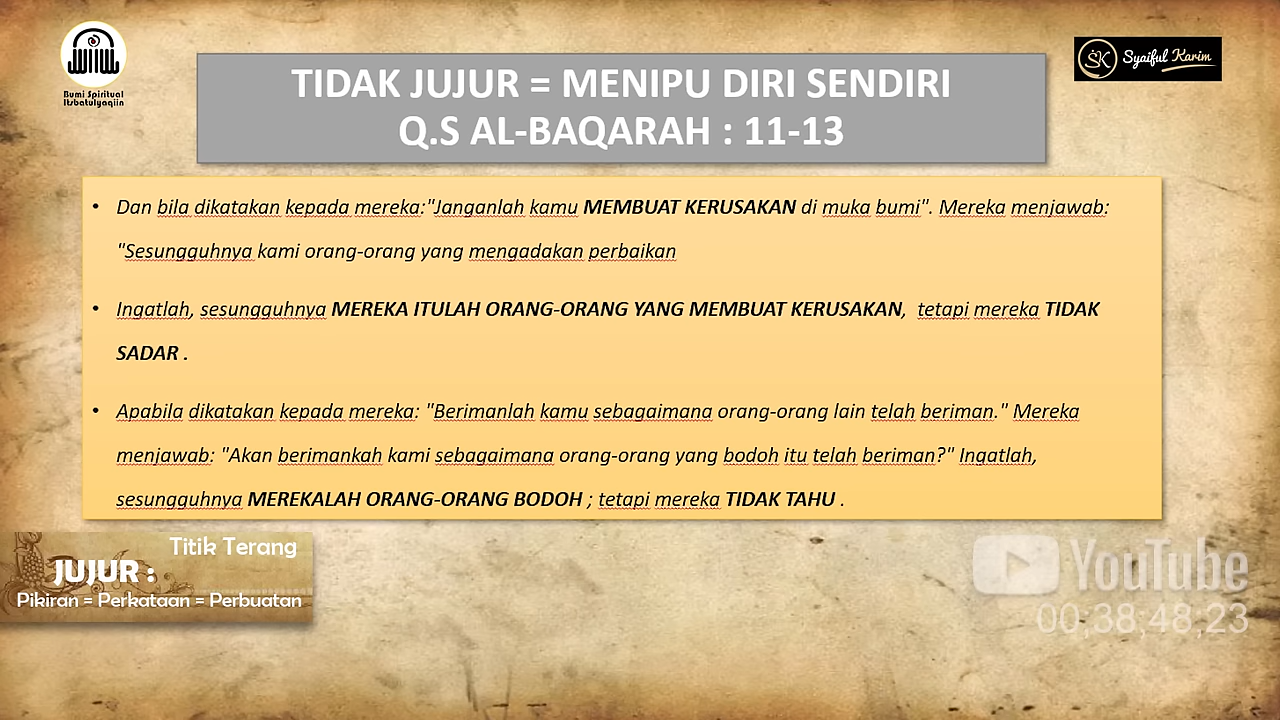 Bumi Spiritual
Itsbatulyaqiin
SK
Syaiful Karim
TIDAK JUJUR = MENIPU DIRI SENDIRI
Q.S AL-BAQARAH : 11-13
• Dan bila dikatakan kepada mereka:"Janganlah kamu MEMBUAT KERUSAKAN di muka bumi". Mereka menjawab:
"Sesungguhnya kami orang-orang yang mengadakan perbaikan
• Ingatlah, sesungguhnya MEREKA ITULAH ORANG-ORANG YANG MEMBUAT KERUSAKAN, tetapi mereka TIDAK
SADAR .
• Apabila dikatakan kepada mereka: "Berimanlah kamu sebagaimana orang-orang lain telah beriman." Mereka
menjawab: "Akan berimankah kami sebagaimana orang-orang yang bodoh itu telah beriman?" Ingatlah,
sesungguhnya MEREKALAH ORANG-ORANG BODOH ; tetapi mereka TIDAK TAHU .
Titik Terang
JUJUR :
Pikiran = Perkataan = Perbuatan
YouTube
00;38;48;23